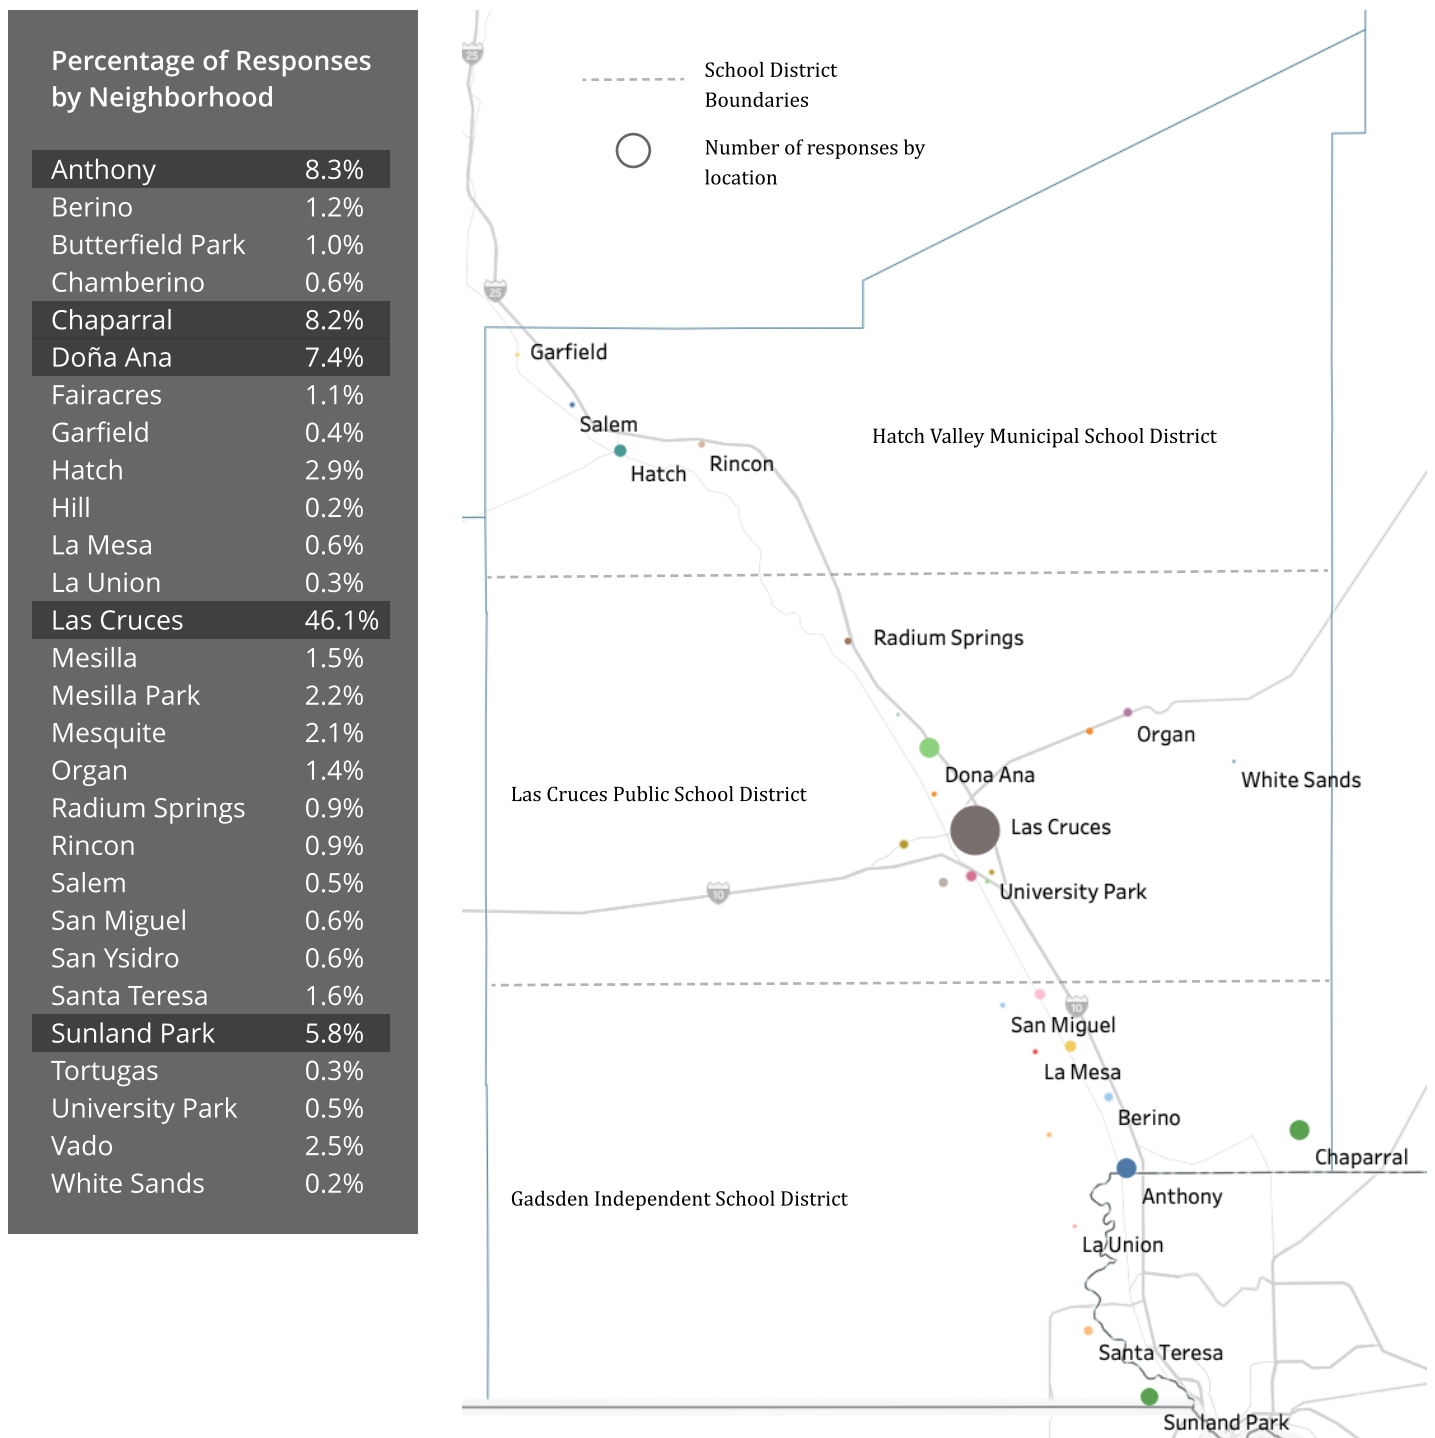 Percentage of Responses
by Neighborhood
Anthony 8.3%
Berino 1.2%
Butterfield Park 1.0%
Chamberino 0.6%
Chaparral 8.2%
Doña Ana 7.4%
Fairacres 1.1%
Garfield 0.4%
Hatch 2.9%
Hill 0.2%
La Mesa 0.6%
La Union 0.3%
Las Cruces 46.1%
Mesilla 1.5%
Mesilla Park 2.2%
Mesquite 2.1%
Organ 1.4%
Radium Springs 0.9%
Rincon 0.9%
Salem 0.5%
San Miguel 0.6%
San Ysidro 0.6%
Santa Teresa 1.6%
Sunland Park 5.8%
Tortugas 0.3%
University Park 0.5%
Vado 2.5%
White Sands 0.2%
25
School District
Boundaries
Number of responses by
location
25
Garfield
Salem
Hatch Valley Municipal School District
Rincon
Hatch
Radium Springs
Organ
Dona Ana
White Sands
Las Cruces Public School District
Las Cruces
10
University Park
10
San Miguel
La Mesa
Berino
Chaparral
Anthony
Gadsden Independent School District
La Union
Santa Teresa
Sunland Park